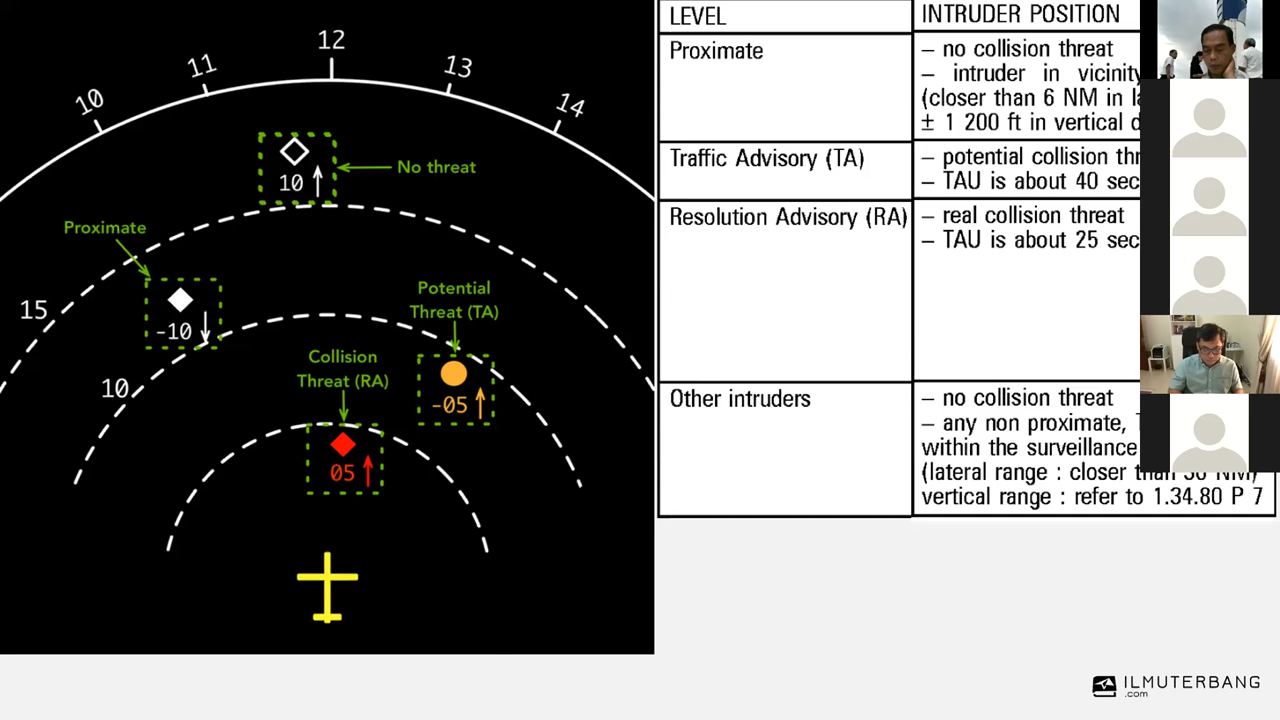 12
11
13
10
14
10
No threat
Proximate
15
-10
Potential
Threat (TA)
10
Collision
Threat (RA)
-05
05
LEVEL
INTRUDER POSITION
Proximate
– no collision threat
– intruder in vicinity
(closer than 6 NM in
± 1 200 ft in vertical
Traffic Advisory (TA)
– potential collision
– TAU is about 40 sec
Resolution Advisory (RA)
– real collision threat
– TAU is about 25 sec
Other intruders
– no collision threat
– any non proximate,
within the surveillance
(lateral range : closer than 30 NM)
vertical range : refer to 1.34.80 P 7
ILMUTERBANG
.com